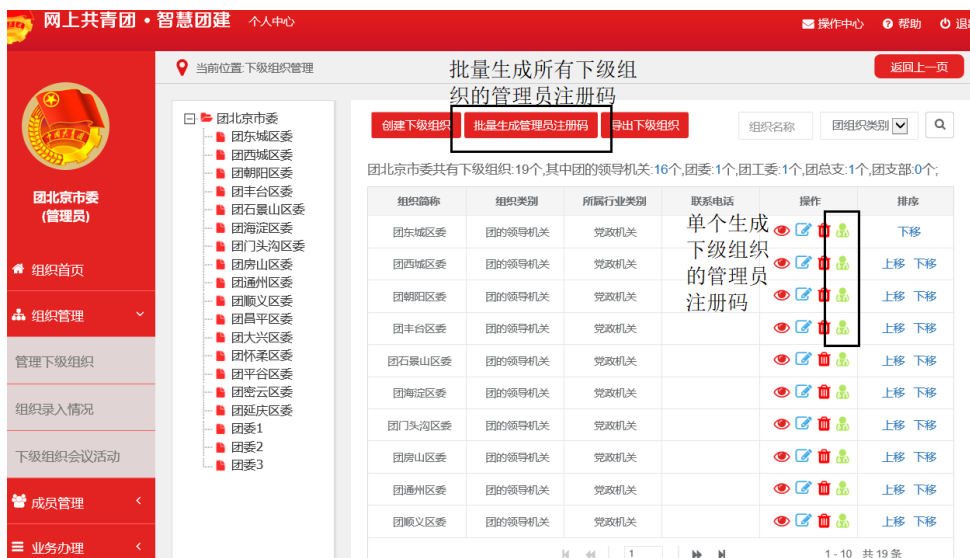 网上共青团·智慧团建 个人中心 操作中心 帮助
当前位置:下级组织管理 返回上一页
团北京市委
(管理员)
组织首页
组织管理
管理下级组织
组织录入情况
下级组织会议活动
成员管理
业务办理
团北京市委
团东城区委
团西城区委
团朝阳区委
团丰台区委
团石景山区委
团海淀区委
团门头沟区委
团房山区委
团通州区委
团顺义区委
团昌平区委
团大兴区委
团怀柔区委
团平谷区委
团密云区委
团延庆区委
团委1
团委2
团委3
批量生成所有下级组
织的管理员注册码
创建下级组织 批量生成管理员注册码 导出下级组织 组织名称 团组织类别
团北京市委共有下级组织:19个,其中团的领导机关:16个,团委:1个,团工委:1个,团总支:1个,团支部:0个;
组织简称 组织类别 所属行业类别 联系电话 操作 排序
团东城区委 团的领导机关 党政机关 下移
团西城区委 团的领导机关 党政机关 上移 下移
团朝阳区委 团的领导机关 党政机关 上移 下移
团丰台区委 团的领导机关 党政机关 上移 下移
团石景山区委 团的领导机关 党政机关 上移 下移
团海淀区委 团的领导机关 党政机关 上移 下移
团门头沟区委 团的领导机关 党政机关 上移 下移
团房山区委 团的领导机关 党政机关 上移 下移
团通州区委 团的领导机关 党政机关 上移 下移
团顺义区委 团的领导机关 党政机关 上移 下移
单个生成
下级组织
的管理员
注册码
1 1 - 10 共 19 条